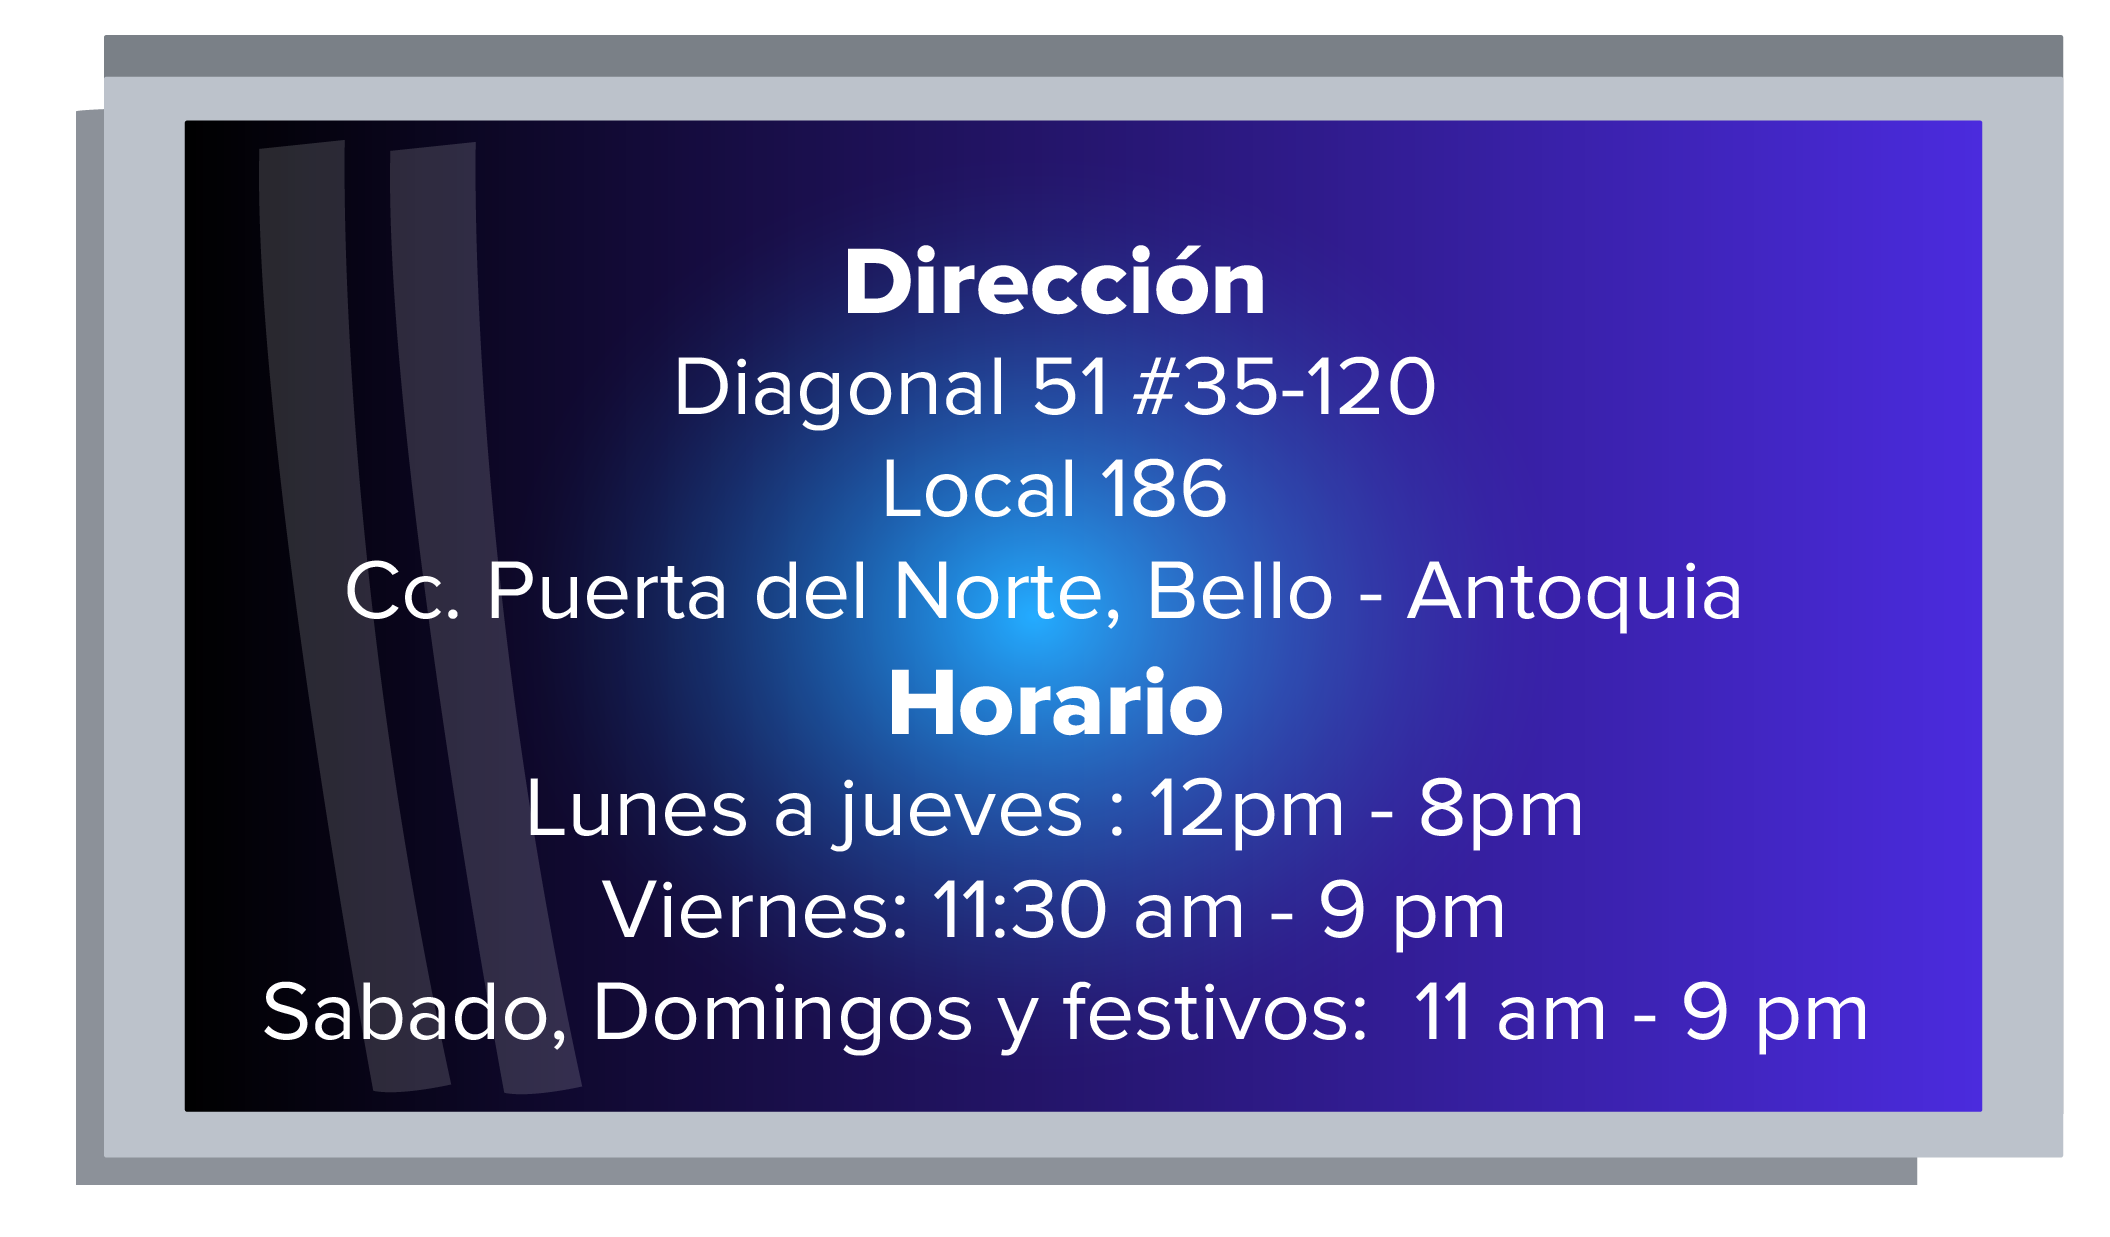 Dirección
Diagonal 51 #35-120
Local 186
Cc. Puerta del Norte, Bello - Antoquia
Horario
Lunes a jueves : 12pm - 8pm
Viernes: 11:30 am - 9 pm
Sabado, Domingos y festivos:  11 am - 9 pm